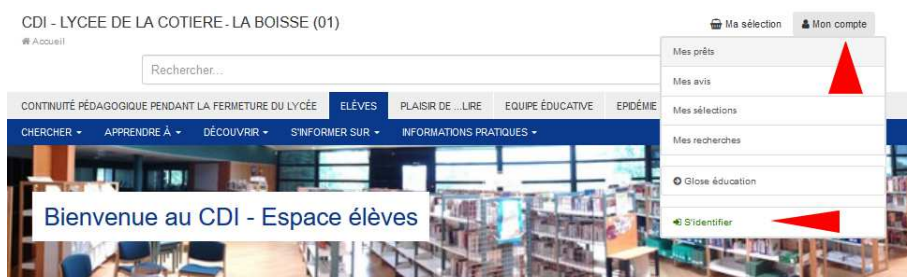 CDI - LYCEE DE LA COTIERE - LA BOISSE (01)
Ma sélection
Mon compte
Accueil
Rechercher...
Mes prêts
Mes avis
Mes sélections
Mes recherches
Glose éducation
S'identifier
CONTINUITÉ PÉDAGOGIQUE PENDANT LA FERMETURE DU LYCÉE ELÈVES PLAISIR DE ...LIRE EQUIPE ÉDUCATIVE EPIDÉMIE
CHERCHER APPRENDRE À DÉCOUVRIR S'INFORMER SUR INFORMATIONS PRATIQUES
Bienvenue au CDI - Espace élèves